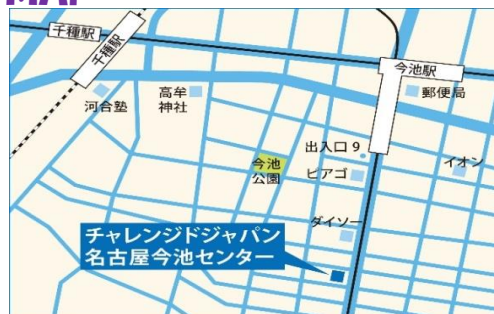 MAP
千種駅
千種駅
今池駅
河合塾
高牟
神社
郵便局
出入口 9
今池
公園
ピアゴ
イオン
ダイソー
チャレンジドジャパン
名古屋今池センター